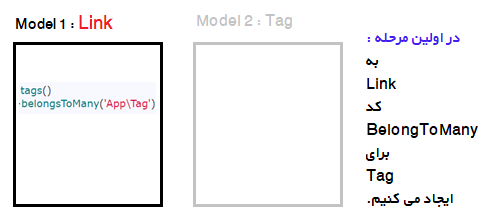 Model 1 : Link
Model 2 : Tag
tags()
belongsToMany('App\Tag')
در اولین مرحله :
به
Link
کد
BelongToMany
برای
Tag
ایجاد می کنیم.